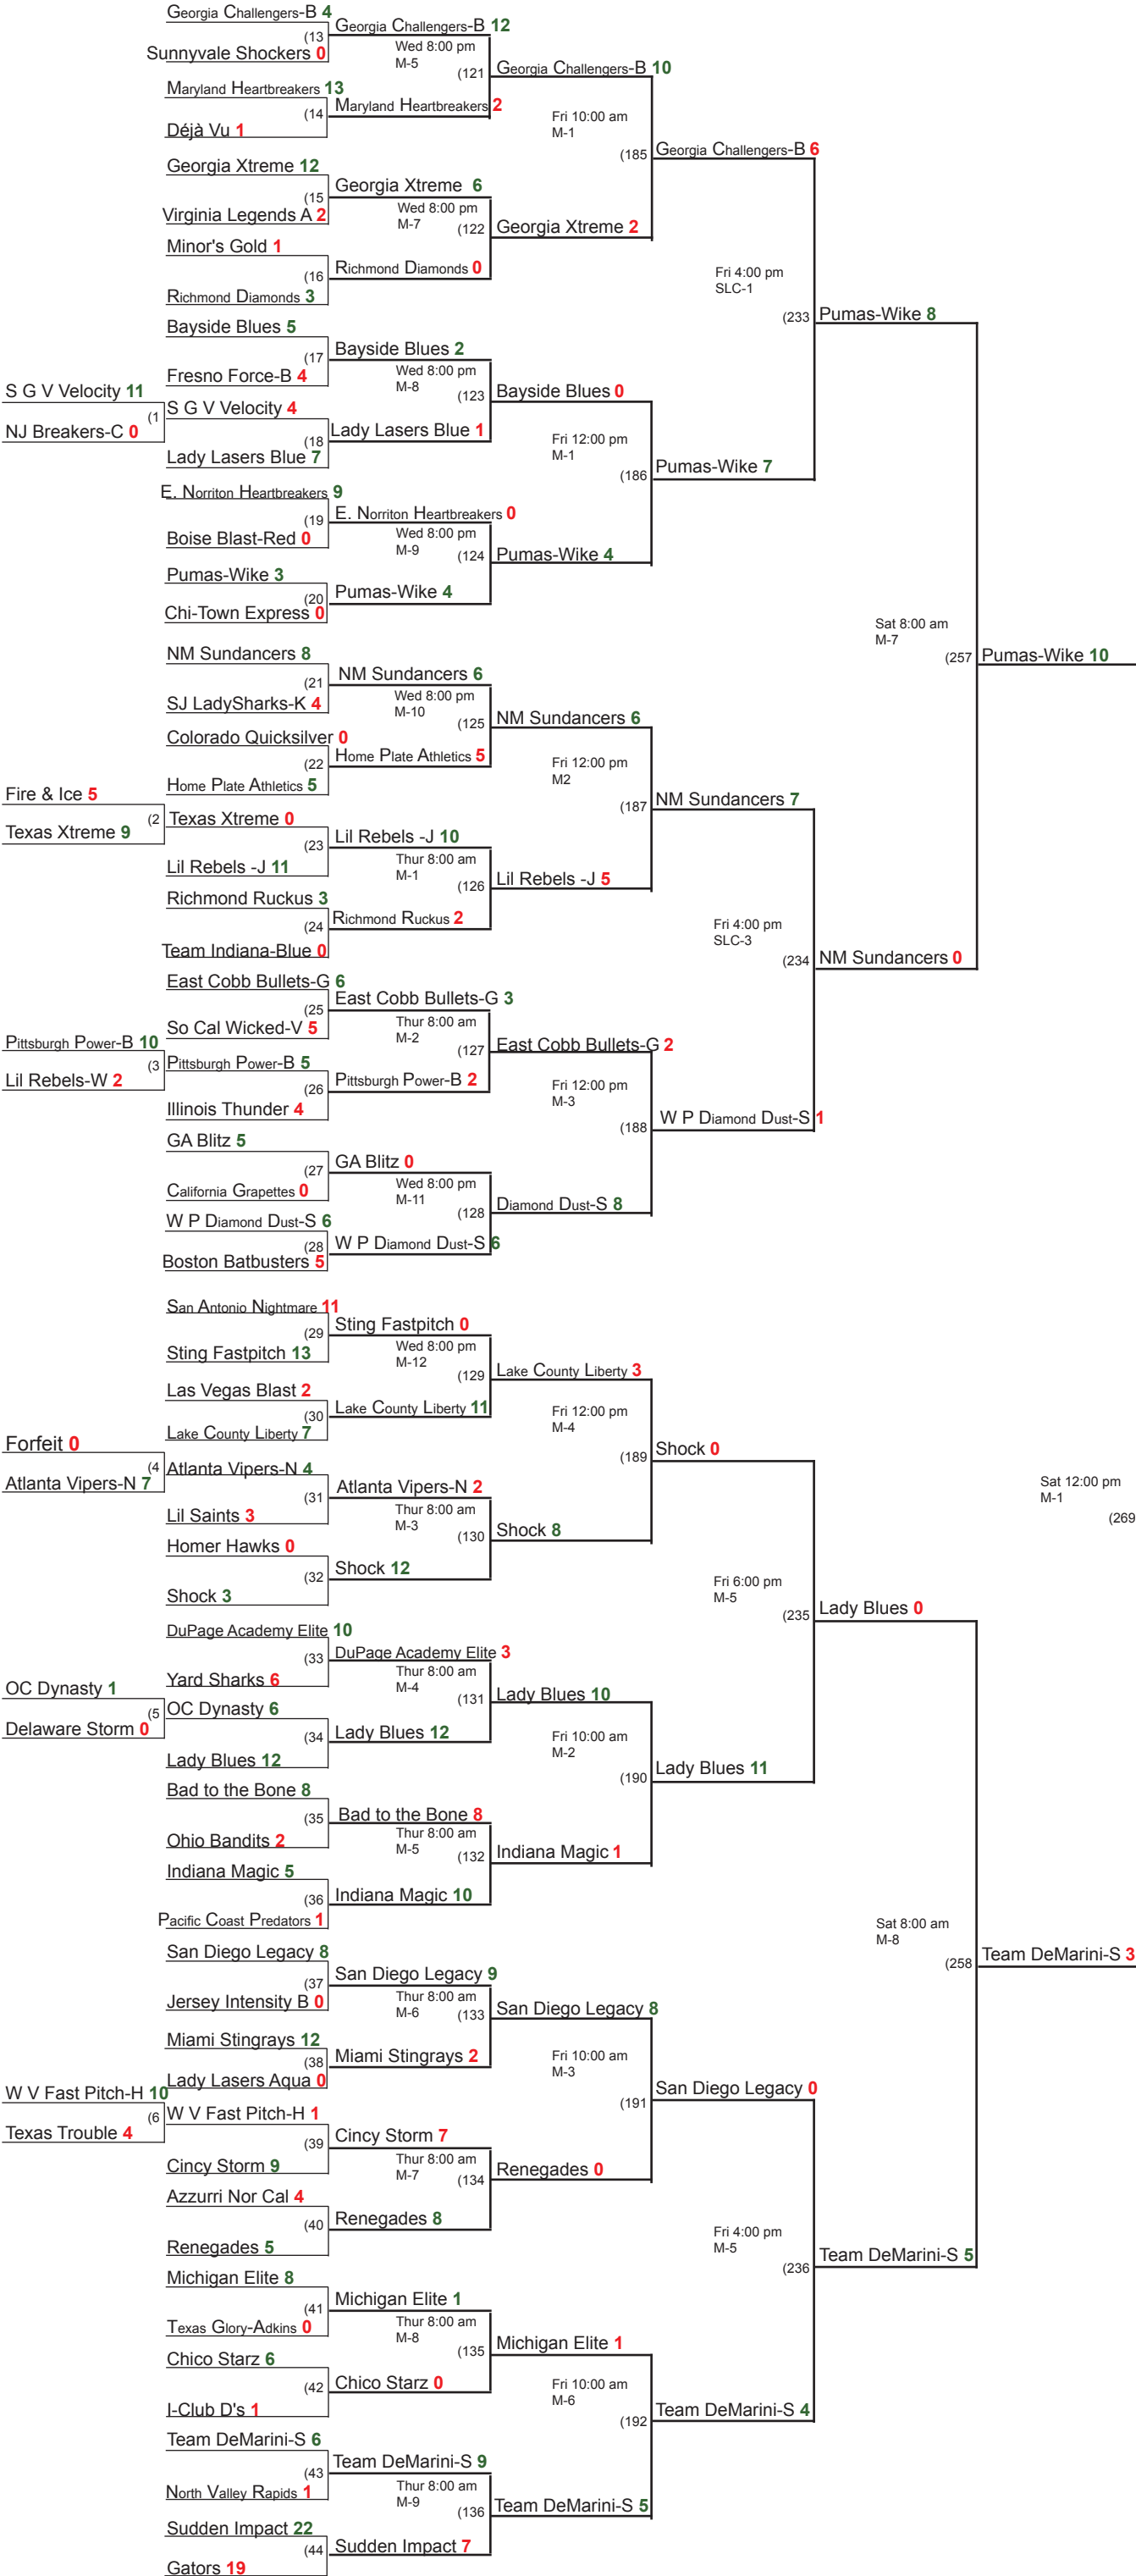 Georgia Challengers-B 4
(13
Sunnyvale Shockers 0
Georgia Challengers-B 12
Wed 8:00 pm
M-5
(121
Maryland Heartbreakers 13
(14
Déjà Vu 1
Maryland Heartbreakers 2
Georgia Challengers-B 10
Fri 10:00 am
M-1
(185
Georgia Xtreme 12
(15
Virginia Legends A 2
Georgia Xtreme 6
Wed 8:00 pm
M-7
(122
Minor's Gold 1
(16
Richmond Diamonds 3
Richmond Diamonds 0
Georgia Xtreme 2
Georgia Challengers-B 6
Fri 4:00 pm
SLC-1
(233
Bayside Blues 5
(17
Fresno Force-B 4
Bayside Blues 2
Wed 8:00 pm
M-8
(123
S G V Velocity 11
(1
NJ Breakers-C 0
S G V Velocity 4
(18
Lady Lasers Blue 7
Lady Lasers Blue 1
Bayside Blues 0
Fri 12:00 pm
M-1
(186
E. Norriton Heartbreakers 9
(19
Boise Blast-Red 0
E. Norriton Heartbreakers 0
Wed 8:00 pm
M-9
(124
Pumas-Wike 3
(20
Chi-Town Express 0
Pumas-Wike 4
Pumas-Wike 4
Pumas-Wike 7
Pumas-Wike 8
Sat 8:00 am
M-7
(257
Pumas-Wike 10
NM Sundancers 8
(21
SJ LadySharks-K 4
NM Sundancers 6
Wed 8:00 pm
M-10
(125
Colorado Quicksilver 0
(22
Home Plate Athletics 5
Home Plate Athletics 5
NM Sundancers 6
Fri 12:00 pm
M2
(187
Fire & Ice 5
(2
Texas Xtreme 9
Texas Xtreme 0
(23
Lil Rebels -J 11
Lil Rebels -J 10
Thur 8:00 am
M-1
(126
Richmond Ruckus 3
(24
Team Indiana-Blue 0
Richmond Ruckus 2
Lil Rebels -J 5
NM Sundancers 7
Fri 4:00 pm
SLC-3
(234
NM Sundancers 0
East Cobb Bullets-G 6
(25
So Cal Wicked-V 5
East Cobb Bullets-G 3
Thur 8:00 am
M-2
(127
Pittsburgh Power-B 10
(3
Lil Rebels-W 2
Pittsburgh Power-B 5
(26
Illinois Thunder 4
Pittsburgh Power-B 2
East Cobb Bullets-G 2
Fri 12:00 pm
M-3
(188
W P Diamond Dust-S 1
GA Blitz 5
(27
California Grapettes 0
GA Blitz 0
Wed 8:00 pm
M-11
(128
W P Diamond Dust-S 6
(28
Boston Batbusters 5
W P Diamond Dust-S 6
Diamond Dust-S 8
San Antonio Nightmare 11
(29
Sting Fastpitch 13
Sting Fastpitch 0
Wed 8:00 pm
M-12
(129
Las Vegas Blast 2
(30
Lake County Liberty 7
Lake County Liberty 11
Lake County Liberty 3
Fri 12:00 pm
M-4
(189
Forfeit 0
(4
Atlanta Vipers-N 7
Atlanta Vipers-N 4
(31
Lil Saints 3
Atlanta Vipers-N 2
Thur 8:00 am
M-3
(130
Homer Hawks 0
(32
Shock 3
Shock 12
Shock 8
Shock 0
Fri 6:00 pm
M-5
(235
Lady Blues 0
Sat 12:00 pm
M-1
(269
DuPage Academy Elite 10
(33
Yard Sharks 6
DuPage Academy Elite 3
Thur 8:00 am
M-4
(131
OC Dynasty 1
(5
Delaware Storm 0
OC Dynasty 6
(34
Lady Blues 12
Lady Blues 12
Lady Blues 10
Fri 10:00 am
M-2
(190
Lady Blues 11
Bad to the Bone 8
(35
Ohio Bandits 2
Bad to the Bone 8
Thur 8:00 am
M-5
(132
Indiana Magic 5
(36
Pacific Coast Predators 1
Indiana Magic 10
Indiana Magic 1
Sat 8:00 am
M-8
(258
Team DeMarini-S 3
San Diego Legacy 8
(37
Jersey Intensity B 0
San Diego Legacy 9
Thur 8:00 am
M-6
(133
Miami Stingrays 12
(38
Lady Lasers Aqua 0
Miami Stingrays 2
San Diego Legacy 8
Fri 10:00 am
M-3
(191
San Diego Legacy 0
W V Fast Pitch-H 10
(6
Texas Trouble 4
W V Fast Pitch-H 1
(39
Cincy Storm 9
Cincy Storm 7
Thur 8:00 am
M-7
(134
Azzurri Nor Cal 4
(40
Renegades 5
Renegades 8
Renegades 0
Fri 4:00 pm
M-5
(236
Team DeMarini-S 5
Michigan Elite 8
(41
Texas Glory-Adkins 0
Michigan Elite 1
Thur 8:00 am
M-8
(135
Chico Starz 6
(42
I-Club D's 1
Chico Starz 0
Michigan Elite 1
Fri 10:00 am
M-6
(192
Team DeMarini-S 4
Team DeMarini-S 6
(43
North Valley Rapids 1
Team DeMarini-S 9
Thur 8:00 am
M-9
(136
Team DeMarini-S 5
Sudden Impact 22
(44
Gators 19
Sudden Impact 7